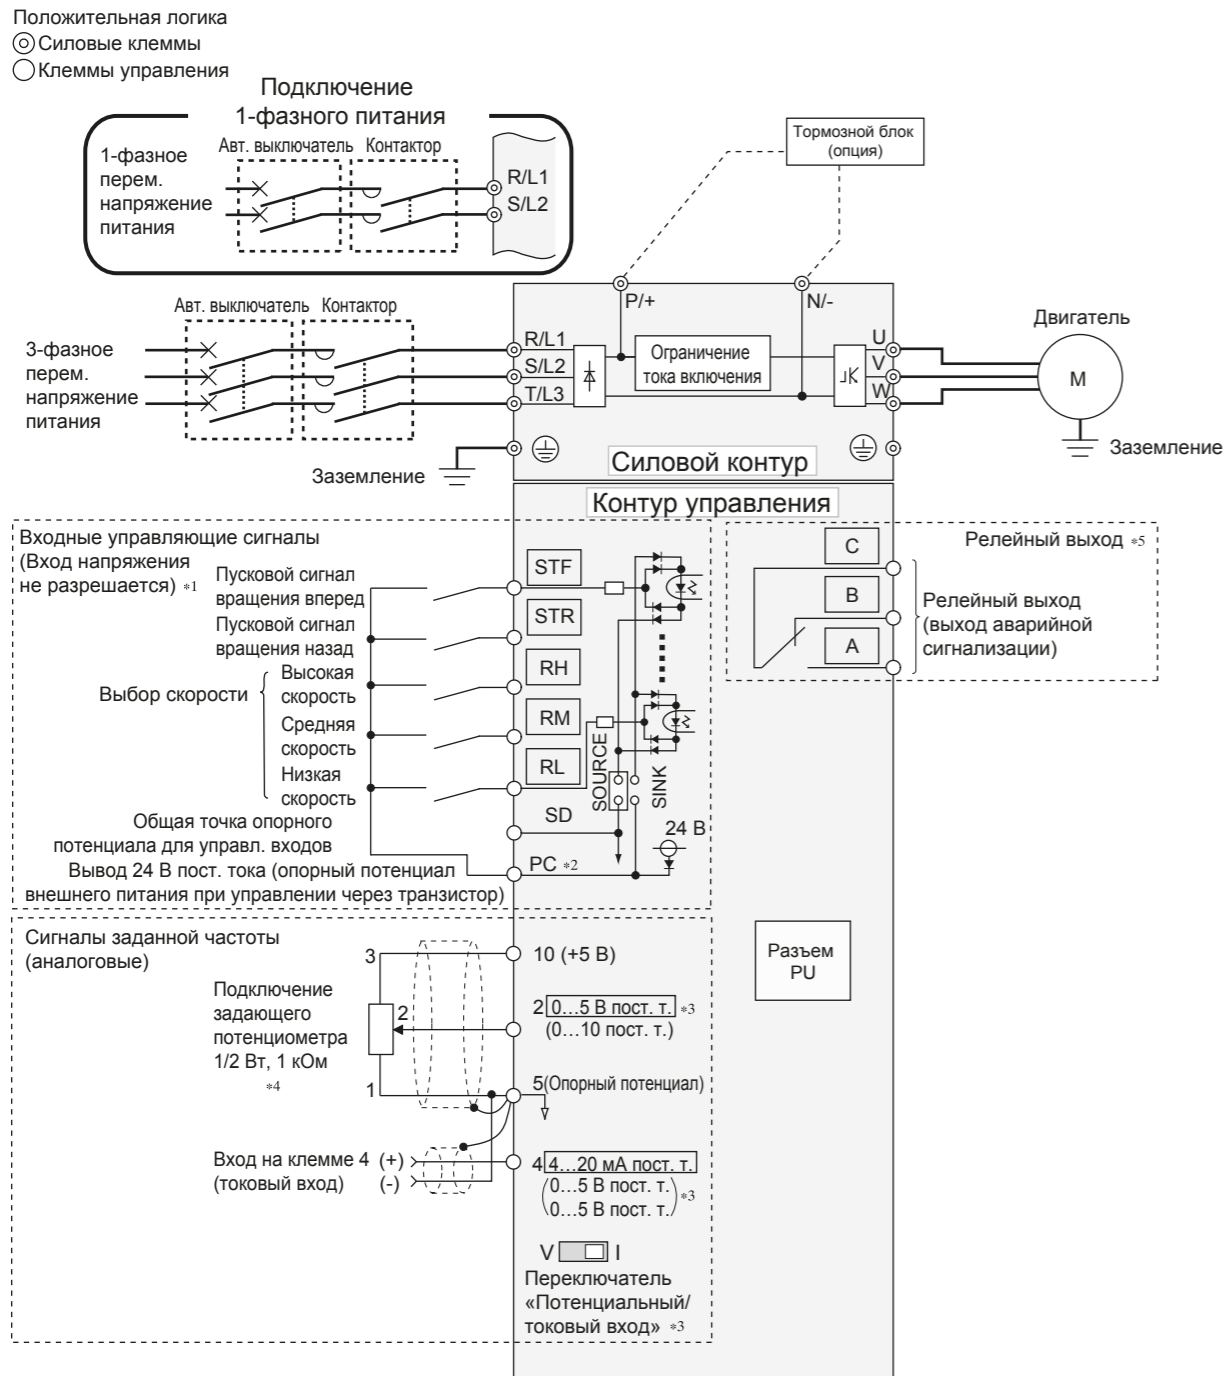 Положительная логика
Силовые клеммы
Клеммы управления
Подключение
1-фазного питания
Авт. выключатель Контактор
1-фазное
перем.
напряжение
питания
R/L1
S/L2
Тормозной блок
(опция)
Авт. выключатель Контактор
3-фазное
перем.
напряжение
питания
R/L1
S/L2
T/L3
P/+
N/-
Ограничение
тока включения
U
V
W
Двигатель
M
Заземление
Заземление
Силовой контур
Контур управления
Входные управляющие сигналы
(Вход напряжения
не разрешается) *1
Пусковой сигнал
вращения вперед
Пусковой сигнал
вращения назад
Выбор скорости
Высокая
скорость
Средняя
скорость
Низкая
скорость
Общая точка опорного
потенциала для управл. входов
Вывод 24 В пост. тока (опорный потенциал
внешнего питания при управлении через транзистор)
STF
STR
RH
RM
RL
SD
PC *2
SOURCE
SINK
24 В
C
B
A
Релейный выход *5
Релейный выход
(выход аварийной
сигнализации)
Сигналы заданной частоты
(аналоговые)
Подключение
задающего
потенциометра
1/2 Вт, 1 кОм
*4
3
2
1
10 (+5 В)
2 0…5 В пост. т. *3
(0…10 пост. т.)
5(Опорный потенциал)
Вход на клемме 4 (+)
(токовый вход) (-)
4 4…20 мА пост. т.
(0…5 В пост. т.
0…5 В пост. т.) *3
V I
Переключатель
«Потенциальный/
токовый вход» *3
Разъем
PU